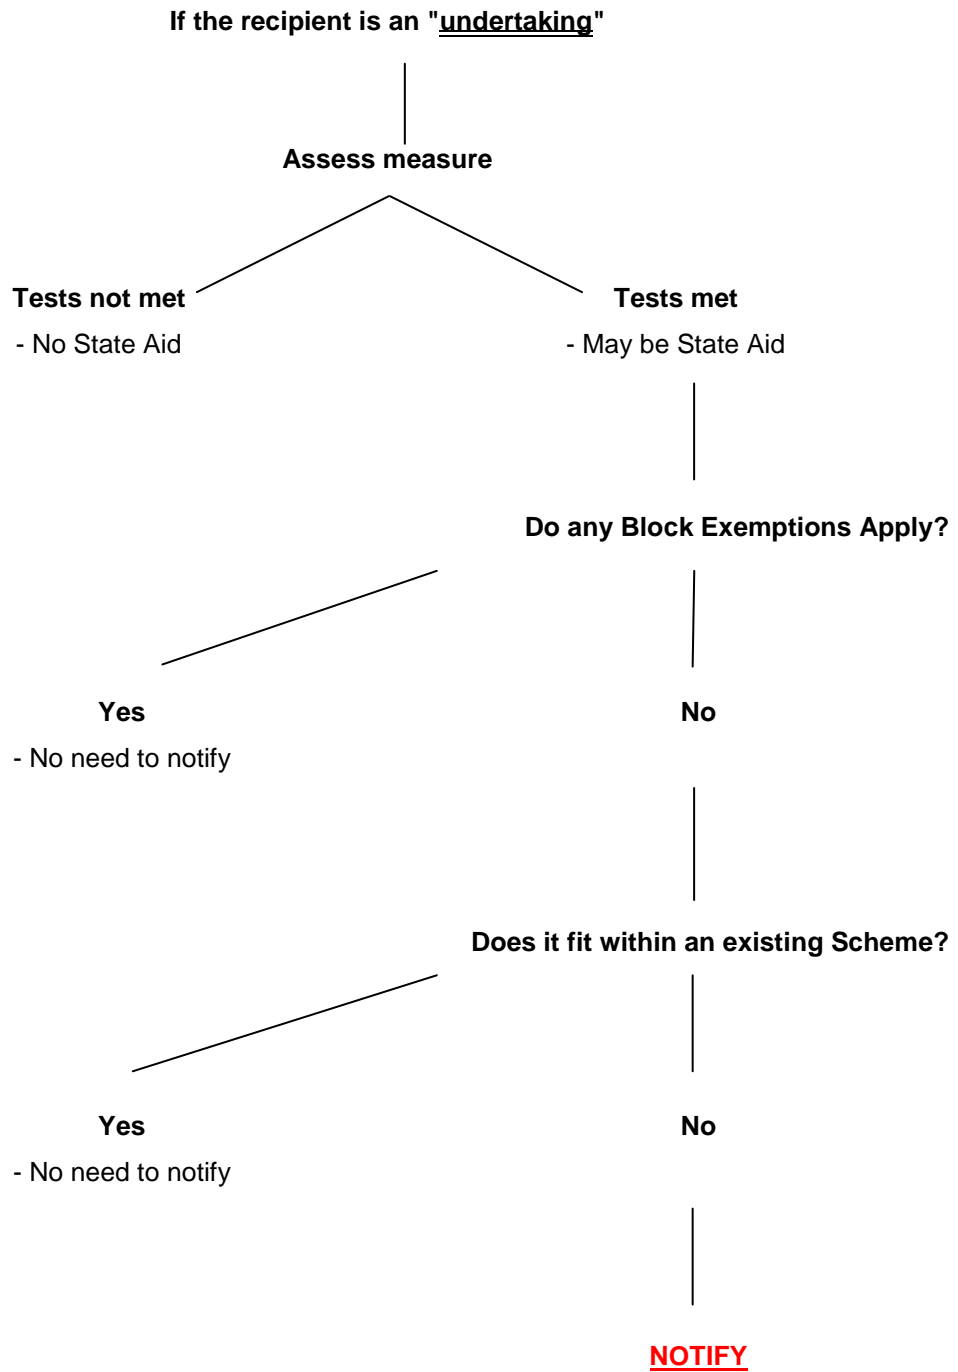 If the recipient is an "undertaking"
Assess measure
Tests not met
- No State Aid
Tests met
- May be State Aid
Do any Block Exemptions Apply?
Yes
- No need to notify
No
Does it fit within an existing Scheme?
Yes
- No need to notify
No
NOTIFY